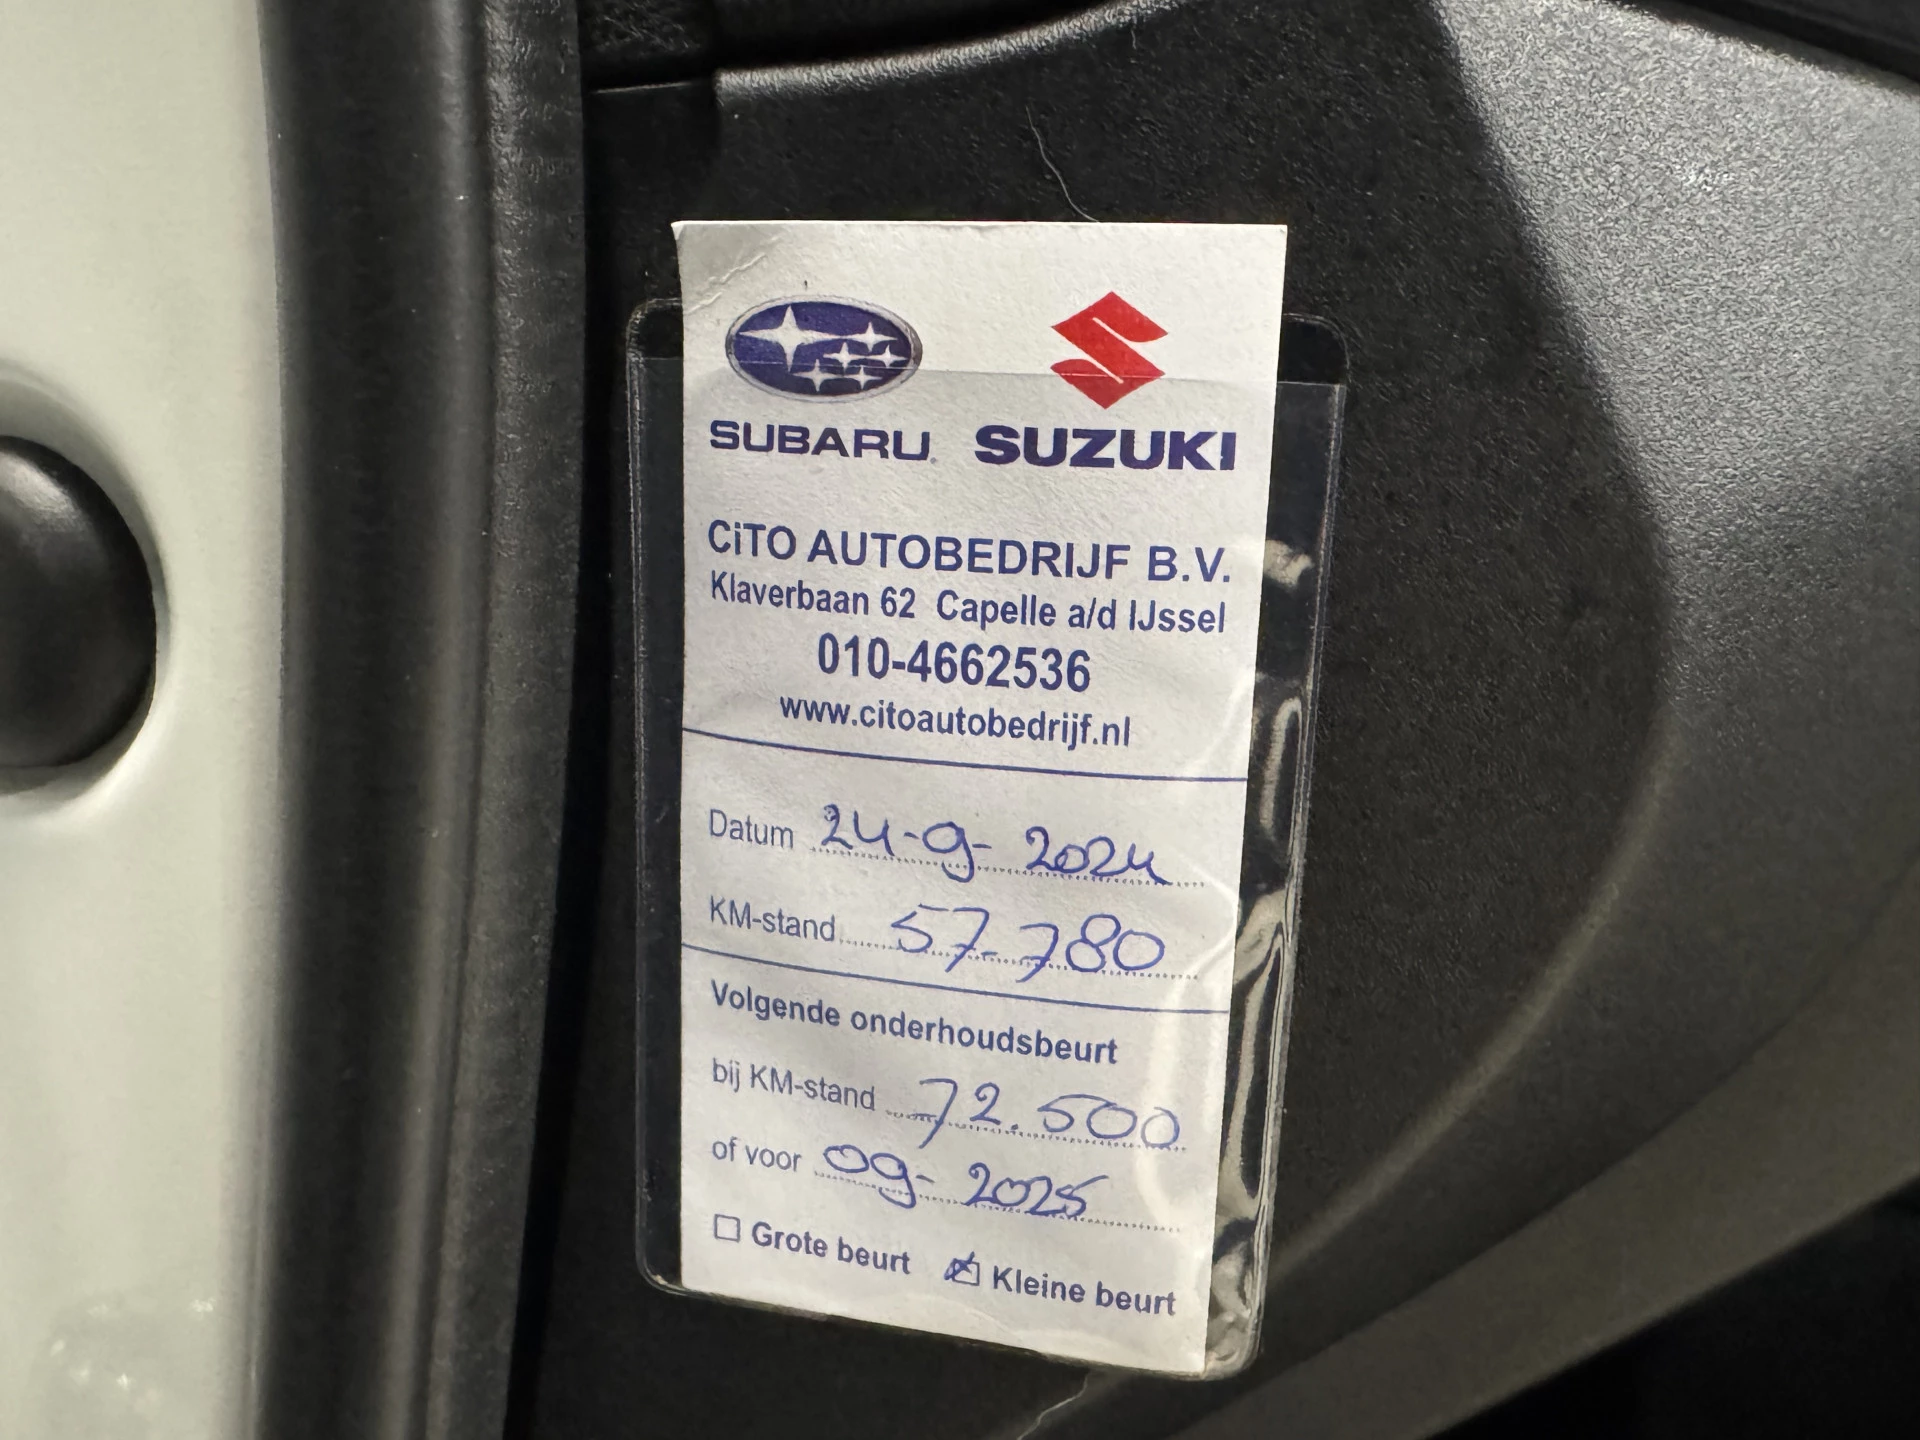 SUBARU. SUZUKI
CiTO AUTOBEDRIJF B.V.
Klaverbaan 62 Capelle a/d IJssel
010-4662536
www.citoautobedrijf.nl
Datum 24-9-2024
KM-stand 57-780
Volgende onderhoudsbeurt
bij KM-stand 72.500
of voor 09-2025
Grote beurt Kleine beurt